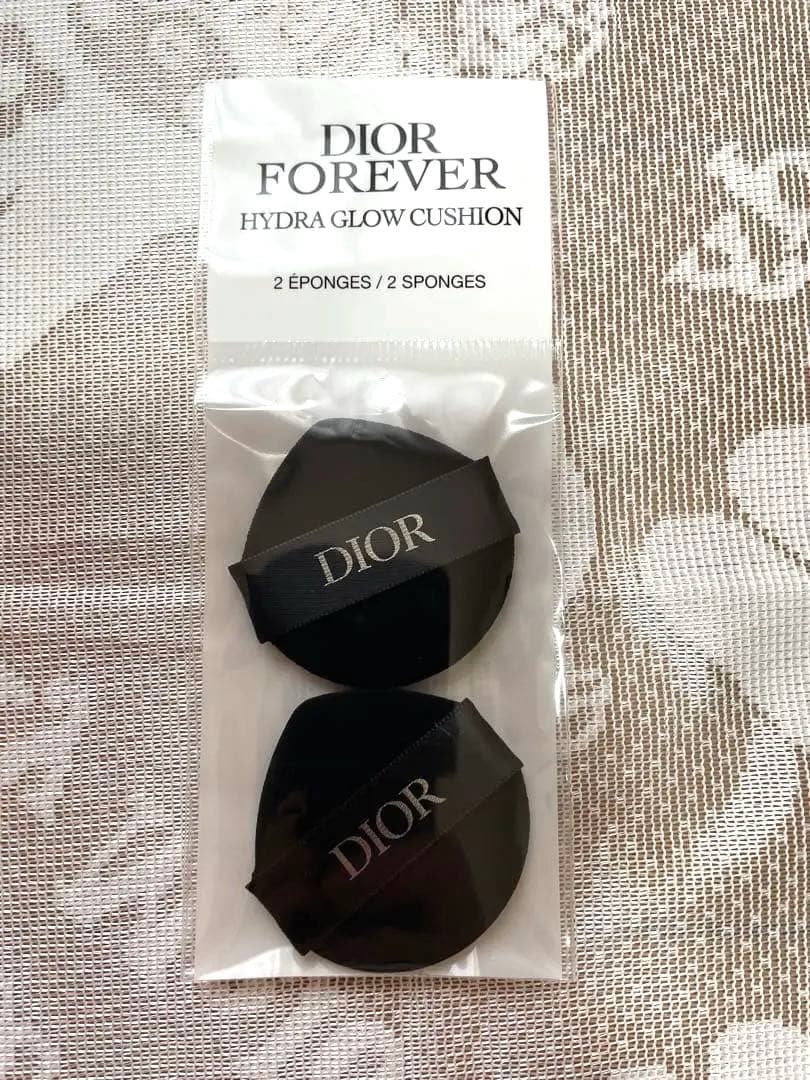 DIOR
FOREVER
HYDRA GLOW CUSHION
2 ÉPONGES / 2 SPONGES
DIOR
DIOR